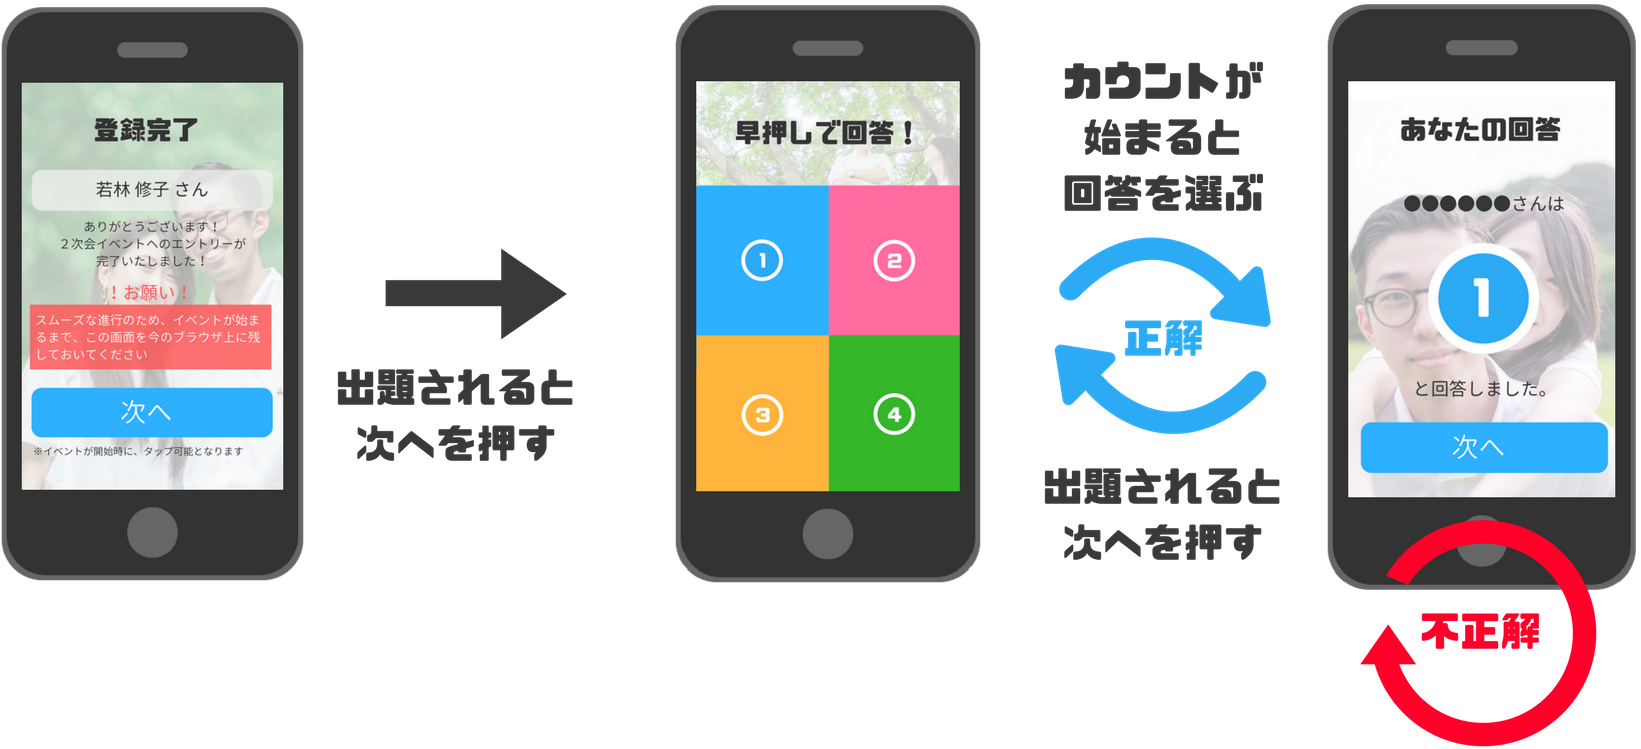 登録完了
若林 修子 さん
ありがとうございます！
２次会イベントへのエントリーが
完了いたしました！
！お願い！
スムーズな進行のため、イベントが始ま
るまで、この画面を今のブラウザ上に残
しておいてください
次へ
※イベントが開始時に、タップ可能となります
出題されると
次へを押す
早押しで回答！
1
2
3
4
カウントが
始まると
回答を選ぶ
正解
出題されると
次へを押す
あなたの回答
●●●●●●さんは
1
と回答しました。
次へ
不正解